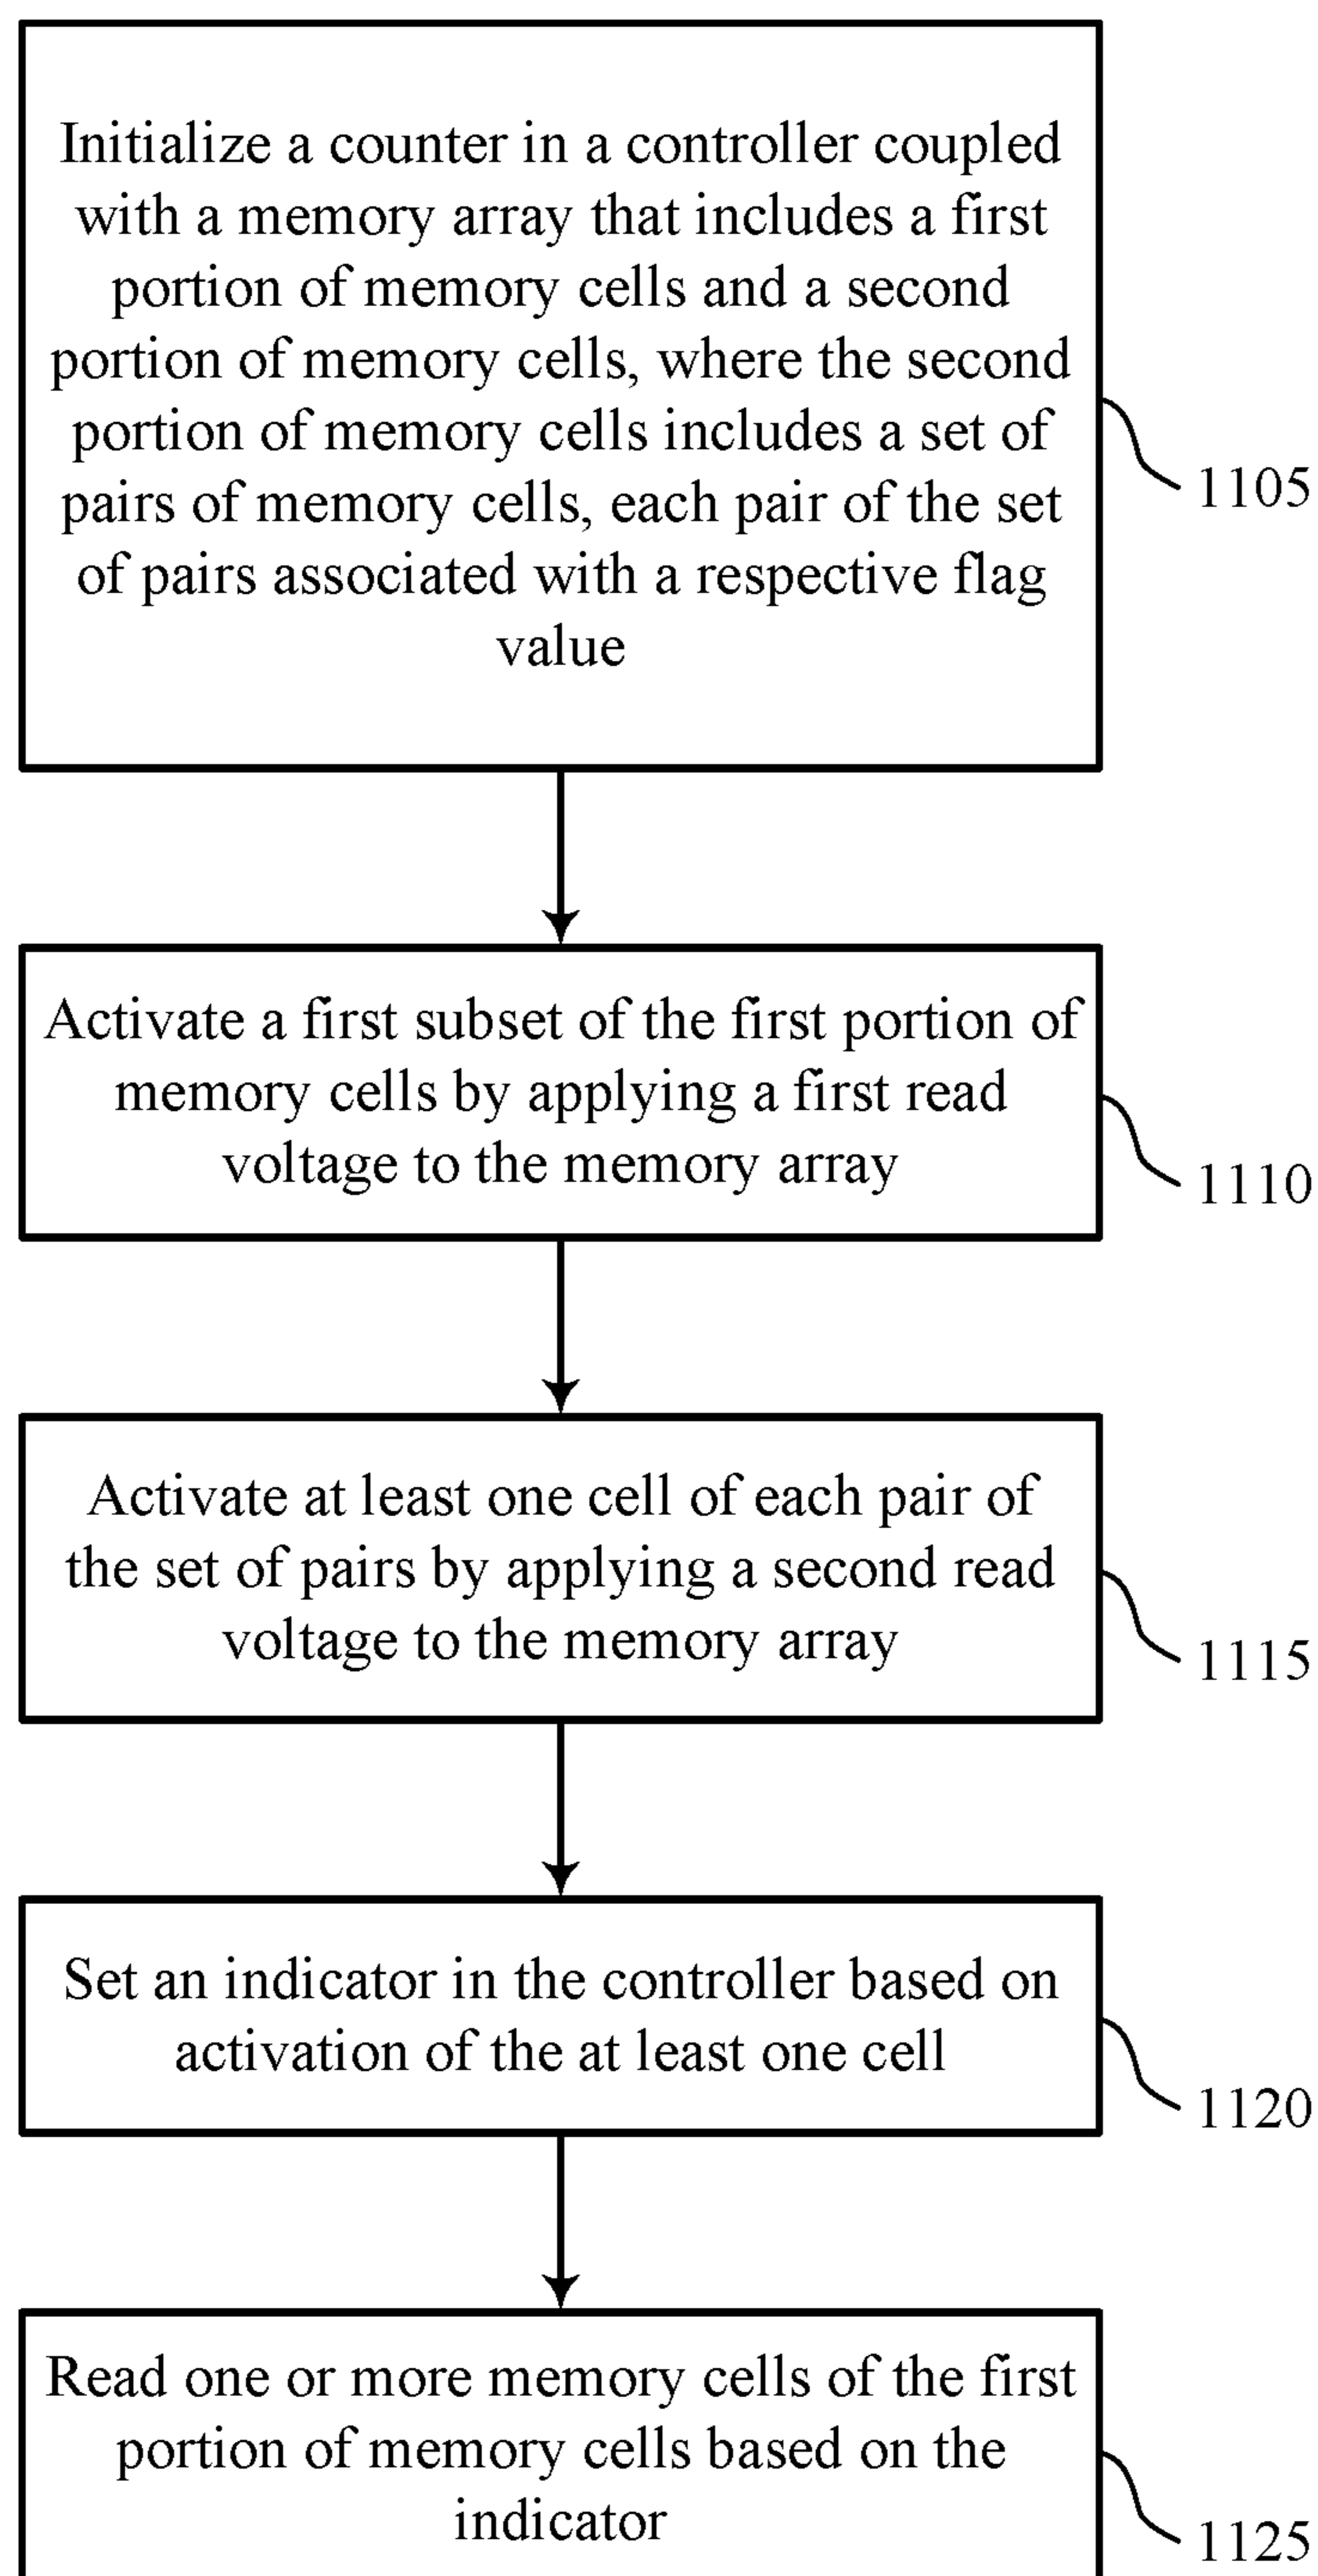 Initialize a counter in a controller coupled
with a memory array that includes a first
portion of memory cells and a second
portion of memory cells, where the second
portion of memory cells includes a set of
pairs of memory cells, each pair of the set
of pairs associated with a respective flag
value
1105
Activate a first subset of the first portion of
memory cells by applying a first read
voltage to the memory array
1110
Activate at least one cell of each pair of
the set of pairs by applying a second read
voltage to the memory array
1115
Set an indicator in the controller based on
activation of the at least one cell
1120
Read one or more memory cells of the first
portion of memory cells based on the
indicator
1125